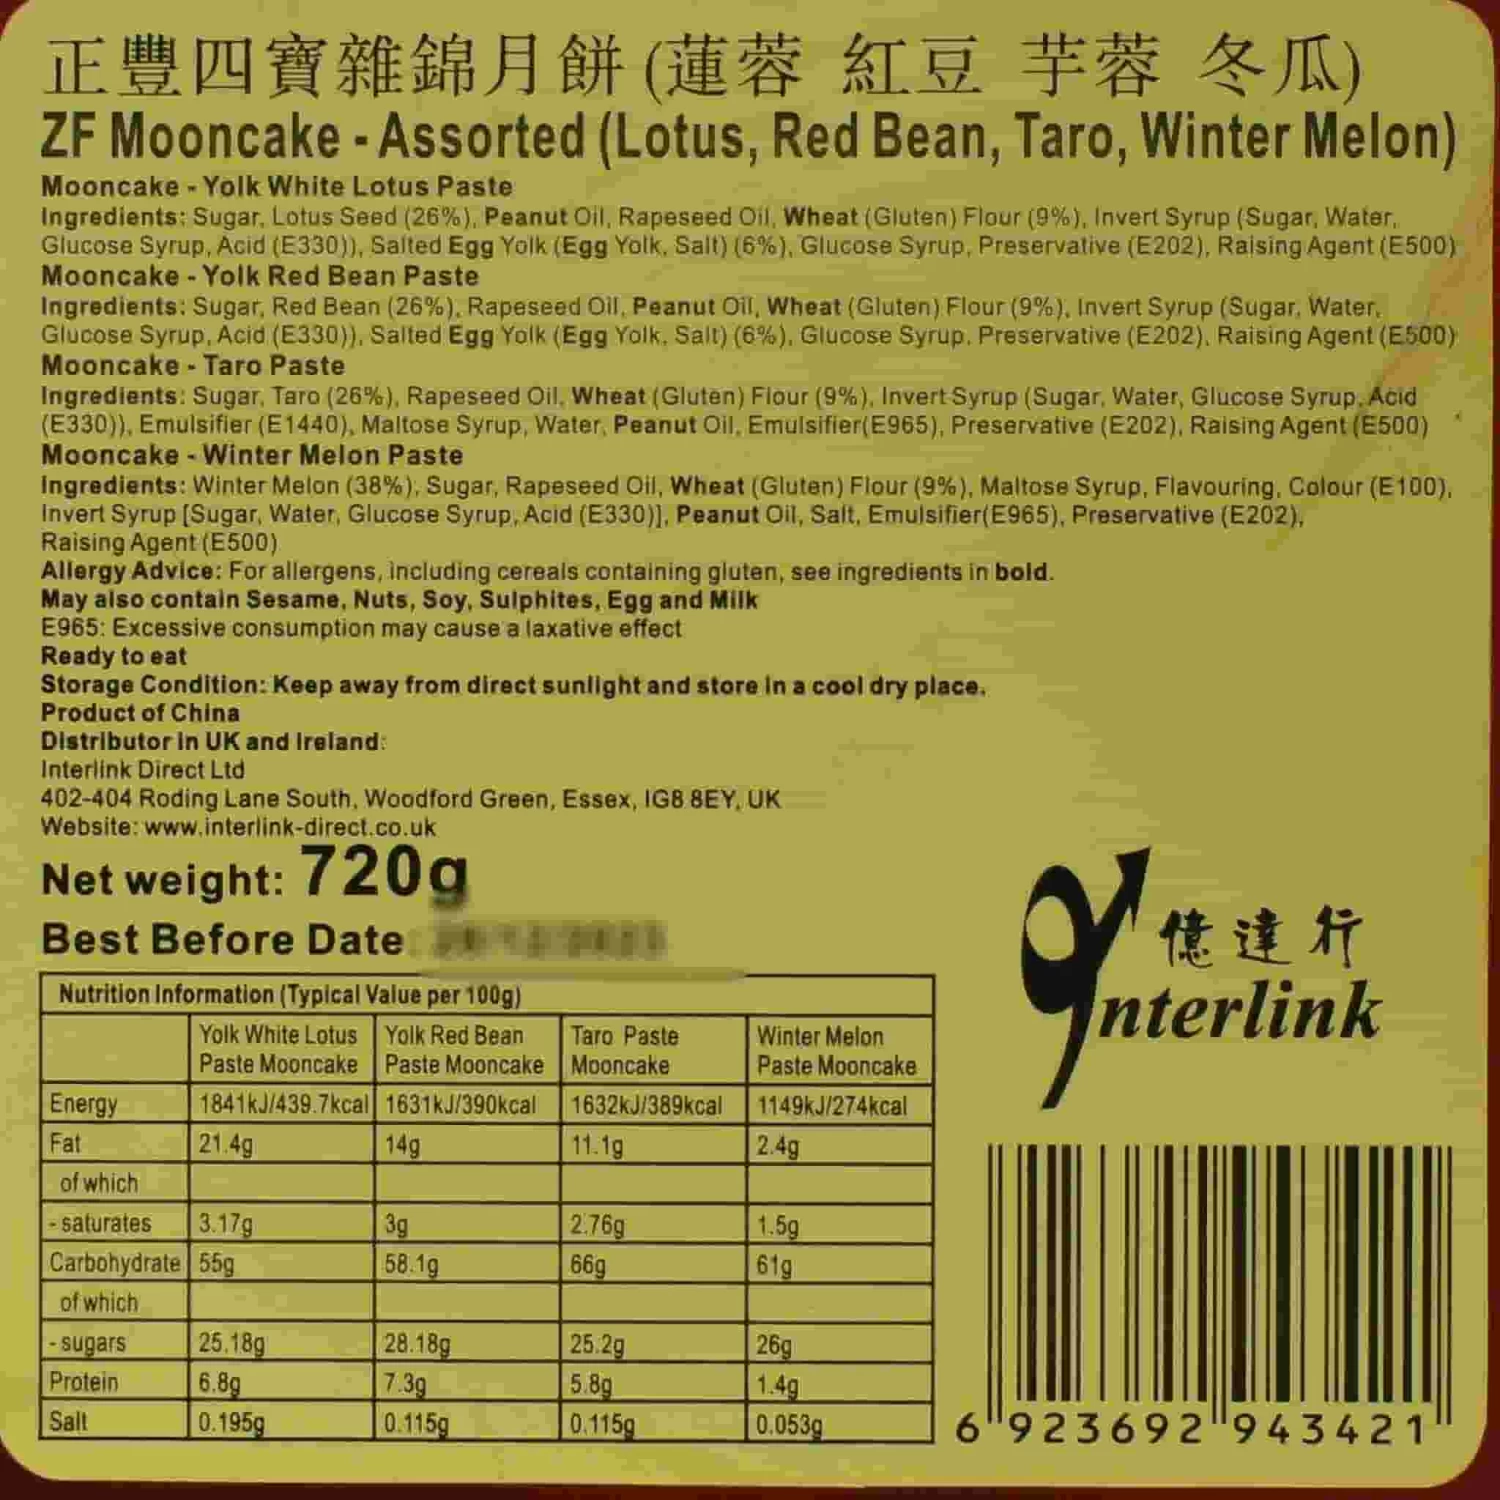 正豐四寶雜錦月餅(蓮蓉 紅豆 芋蓉 冬瓜)
ZF Mooncake - Assorted (Lotus, Red Bean, Taro, Winter Melon)
Mooncake - Yolk White Lotus Paste
Ingredients: Sugar, Lotus Seed (26%), Peanut Oil, Rapeseed Oil, Wheat (Gluten) Flour (9%), Invert Syrup (Sugar, Water,
Glucose Syrup, Acid (E330)), Salted Egg Yolk (Egg Yolk, Salt) (6%), Glucose Syrup, Preservative (E202), Raising Agent (E500)
Mooncake - Yolk Red Bean Paste
Ingredients: Sugar, Red Bean (26%), Rapeseed Oil, Peanut Oil, Wheat (Gluten) Flour (9%), Invert Syrup (Sugar, Water,
Glucose Syrup, Acid (E330)), Salted Egg Yolk (Egg Yolk, Salt) (6%), Glucose Syrup, Preservative (E202), Raising Agent (E500)
Mooncake - Taro Paste
Ingredients: Sugar, Taro (26%), Rapeseed Oil, Wheat (Gluten) Flour (9%), Invert Syrup (Sugar, Water, Glucose Syrup, Acid
(E330)), Emulsifier (E1440), Maltose Syrup, Water, Peanut Oil, Emulsifier(E965), Preservative (E202), Raising Agent (E500)
Mooncake - Winter Melon Paste
Ingredients: Winter Melon (38%), Sugar, Rapeseed Oil, Wheat (Gluten) Flour (9%), Maltose Syrup, Flavouring, Colour (E100),
Invert Syrup [Sugar, Water, Glucose Syrup, Acid (E330)], Peanut Oil, Salt, Emulsifier(E965), Preservative (E202),
Raising Agent (E500)
Allergy Advice: For allergens, including cereals containing gluten, see ingredients in bold.
May also contain Sesame, Nuts, Soy, Sulphites, Egg and Milk
E965: Excessive consumption may cause a laxative effect
Ready to eat
Storage Condition: Keep away from direct sunlight and store in a cool dry place.
Product of China
Distributor in UK and Ireland:
Interlink Direct Ltd
402-404 Roding Lane South, Woodford Green, Essex, IG8 8EY, UK
Website: www.interlink-direct.co.uk
Net weight: 720g
Best Before Date
億達行
Interlink
Nutrition Information (Typical Value per 100g)
Yolk White Lotus Paste Mooncake Yolk Red Bean Paste Mooncake Taro Paste Mooncake Winter Melon Paste Mooncake
Energy 1841kJ/439.7kcal 1631kJ/390kcal 1632kJ/389kcal 1149kJ/274kcal
Fat 21.4g 14g 11.1g 2.4g
of which
- saturates 3.17g 3g 2.76g 1.5g
Carbohydrate 55g 58.1g 66g 61g
of which
- sugars 25.18g 28.18g 25.2g 26g
Protein 6.8g 7.3g 5.8g 1.4g
Salt 0.195g 0.115g 0.115g 0.053g
6 923692 943421